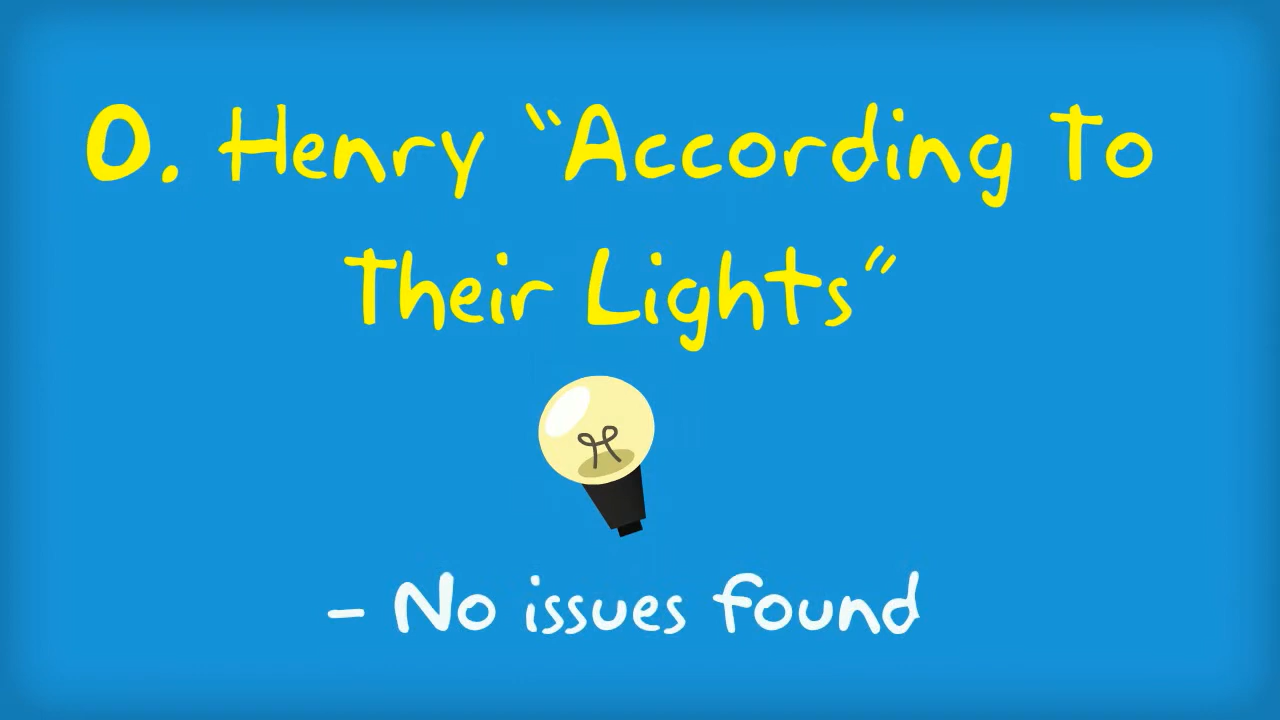 O. Henry “According To
Their Lights”
- No issues found